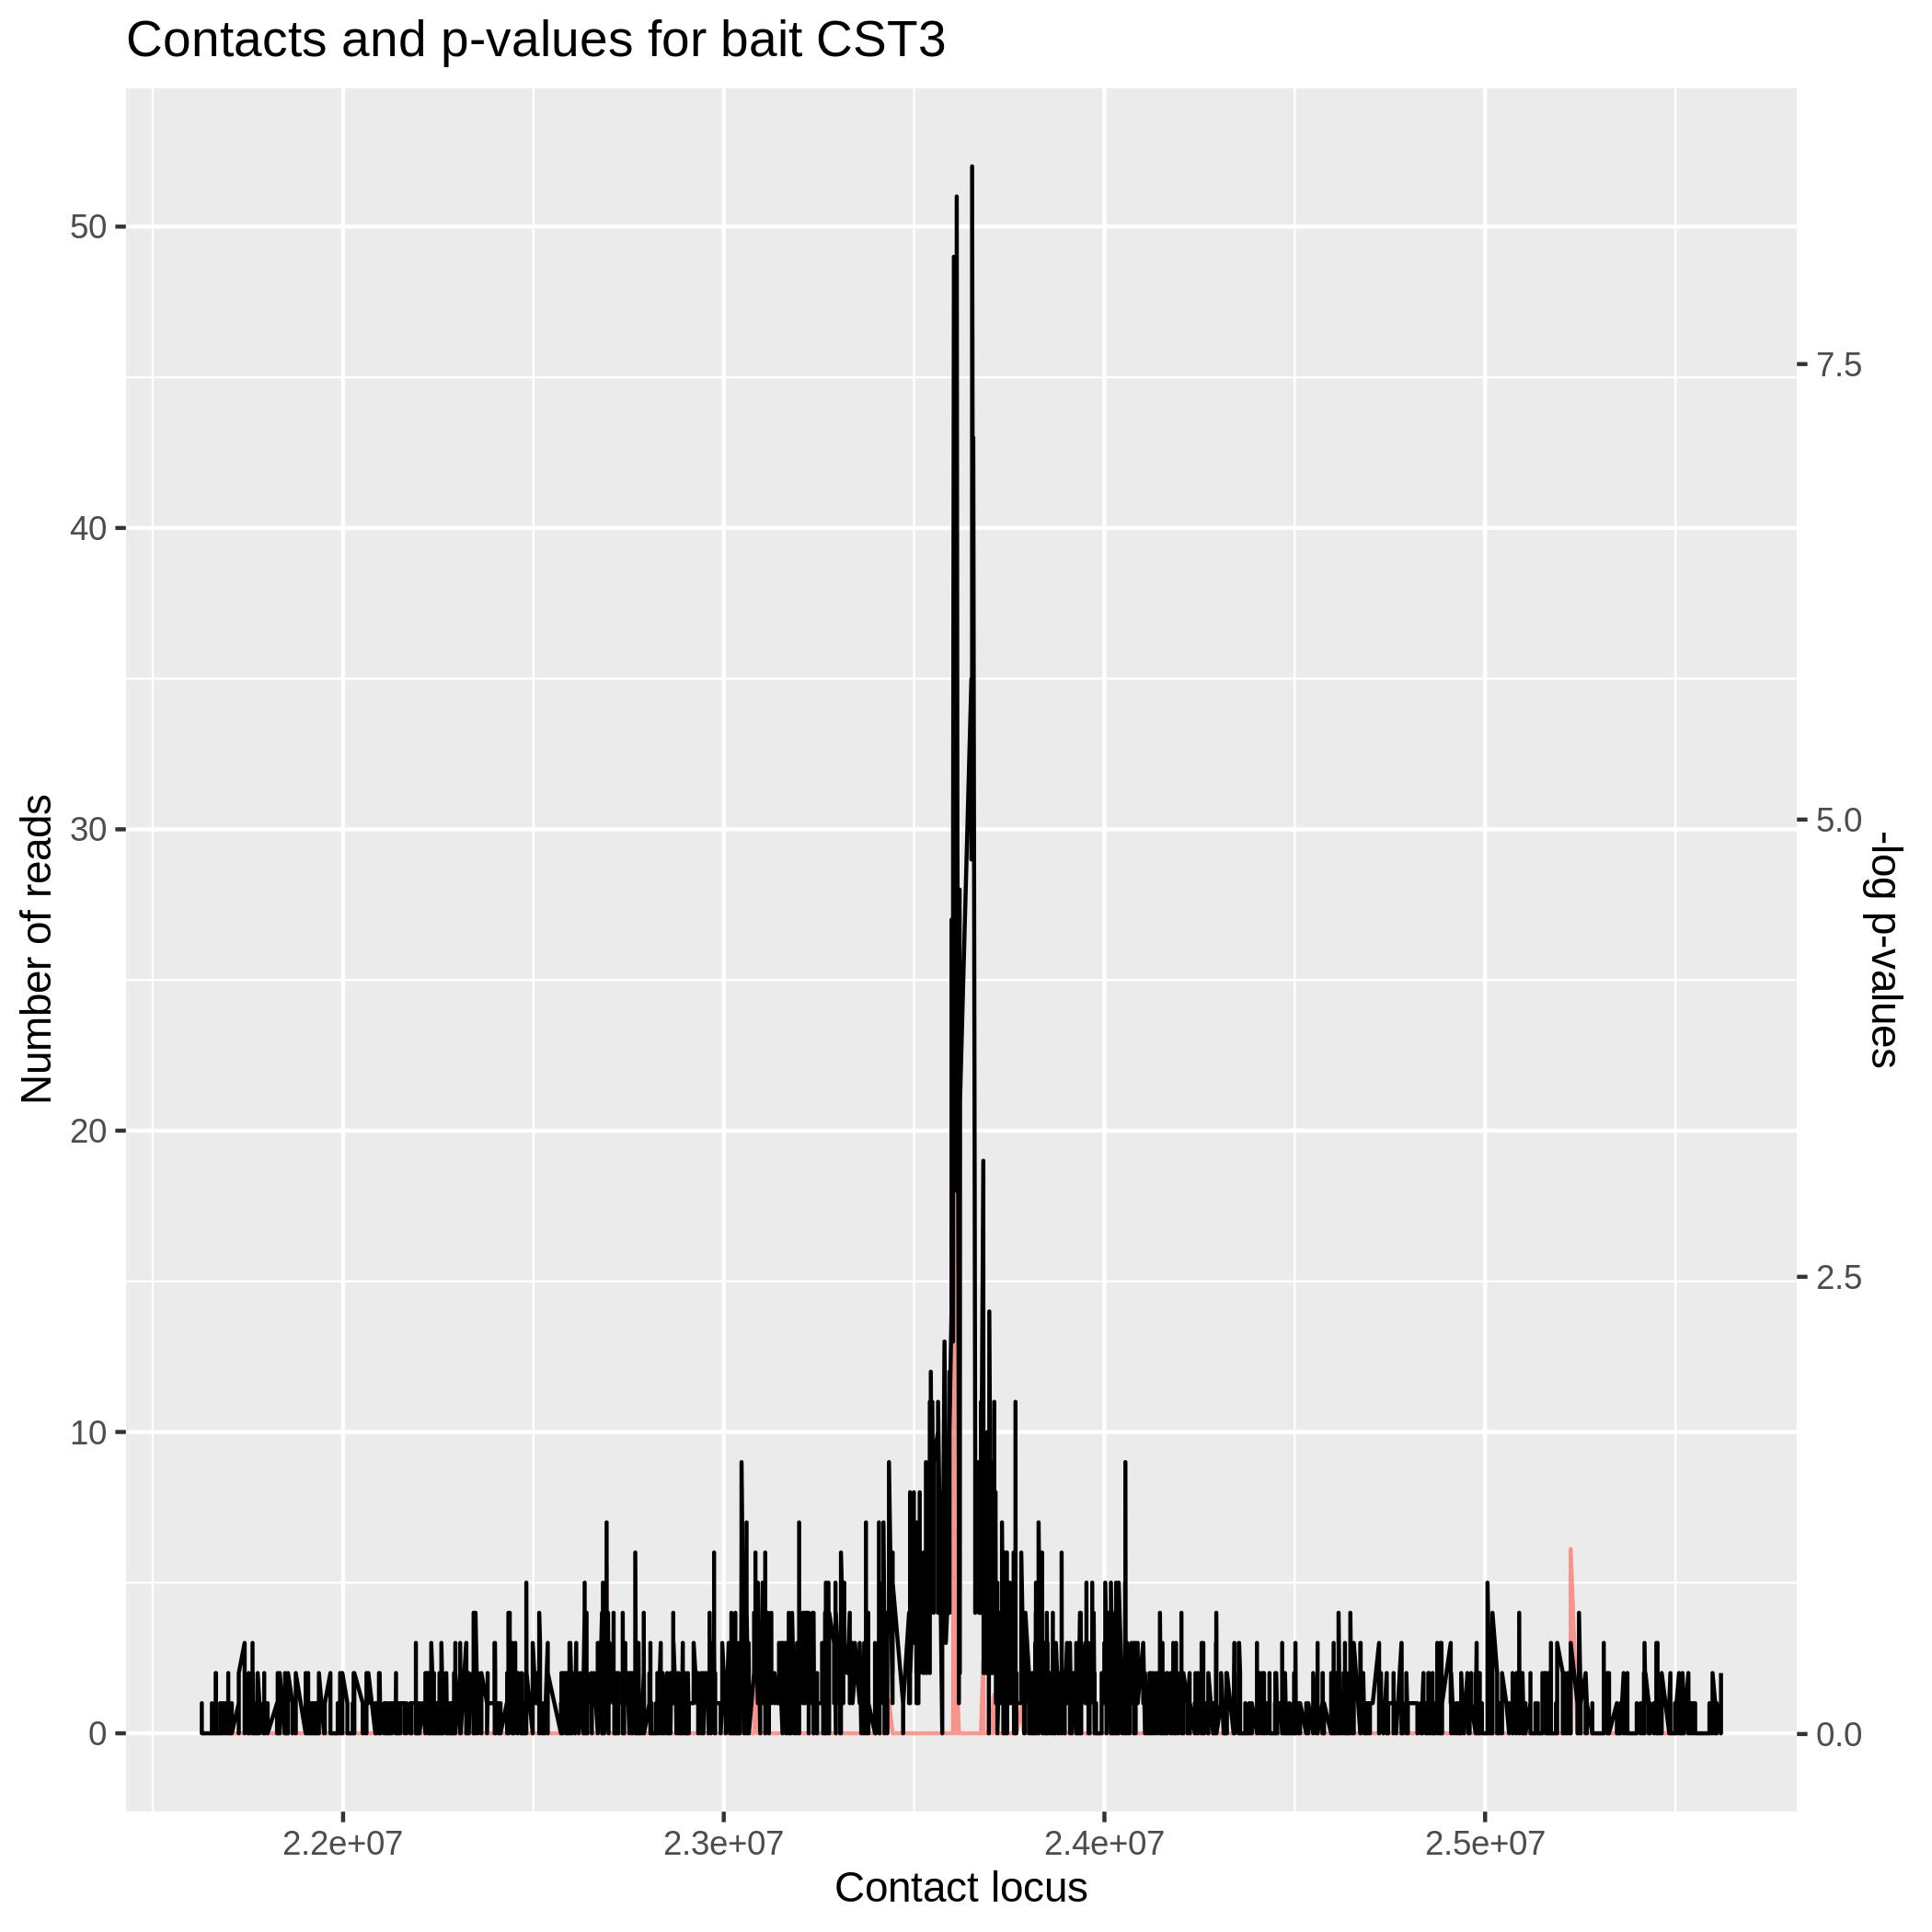 Contacts and p-values for bait CST3
50
40
30
20
10
0
Number of reads
7.5
5.0
2.5
0.0
-log p-values
2.2e+07
2.3e+07
2.4e+07
2.5e+07
Contact locus